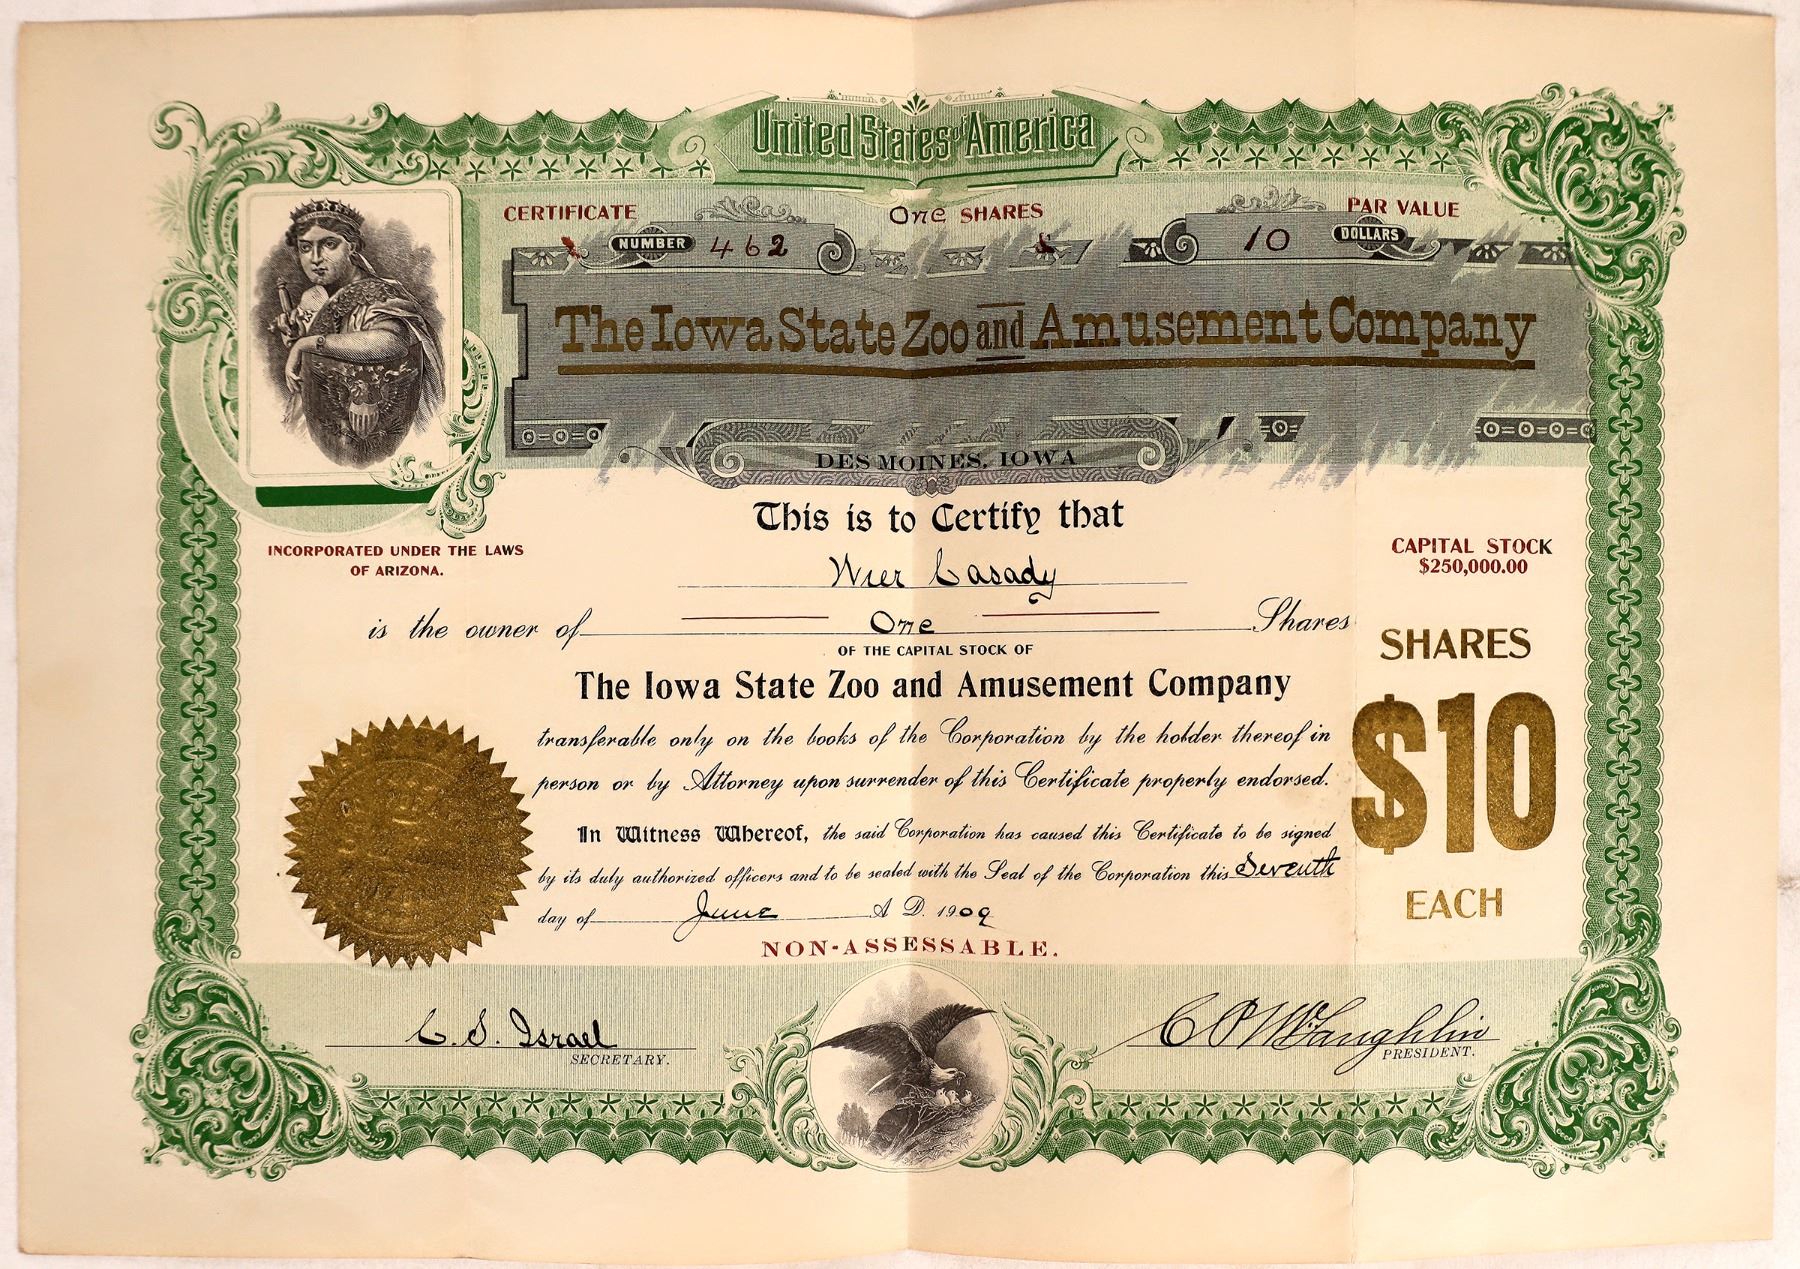 United States of America
CERTIFICATE One SHARES PAR VALUE
NUMBER 462 10 DOLLARS
The Iowa State Zoo and Amusement Company
DES MOINES, IOWA
This is to Certify that
INCORPORATED UNDER THE LAWS
OF ARIZONA.
CAPITAL STOCK
$250,000.00
Wier Casady
is the owner of One Shares
OF THE CAPITAL STOCK OF
The Iowa State Zoo and Amusement Company
transferable only on the books of the Corporation by the holder thereof in
person or by Attorney upon surrender of this Certificate properly endorsed.
In Witness Whereof, the said Corporation has caused this Certificate to be signed
by its duly authorized officers and to be sealed with the Seal of the Corporation this Seventh
day of June A. D. 1909
NON-ASSESSABLE.
SHARES
$10
EACH
C. S. Israel
SECRETARY.
C P McLaughlin
PRESIDENT.